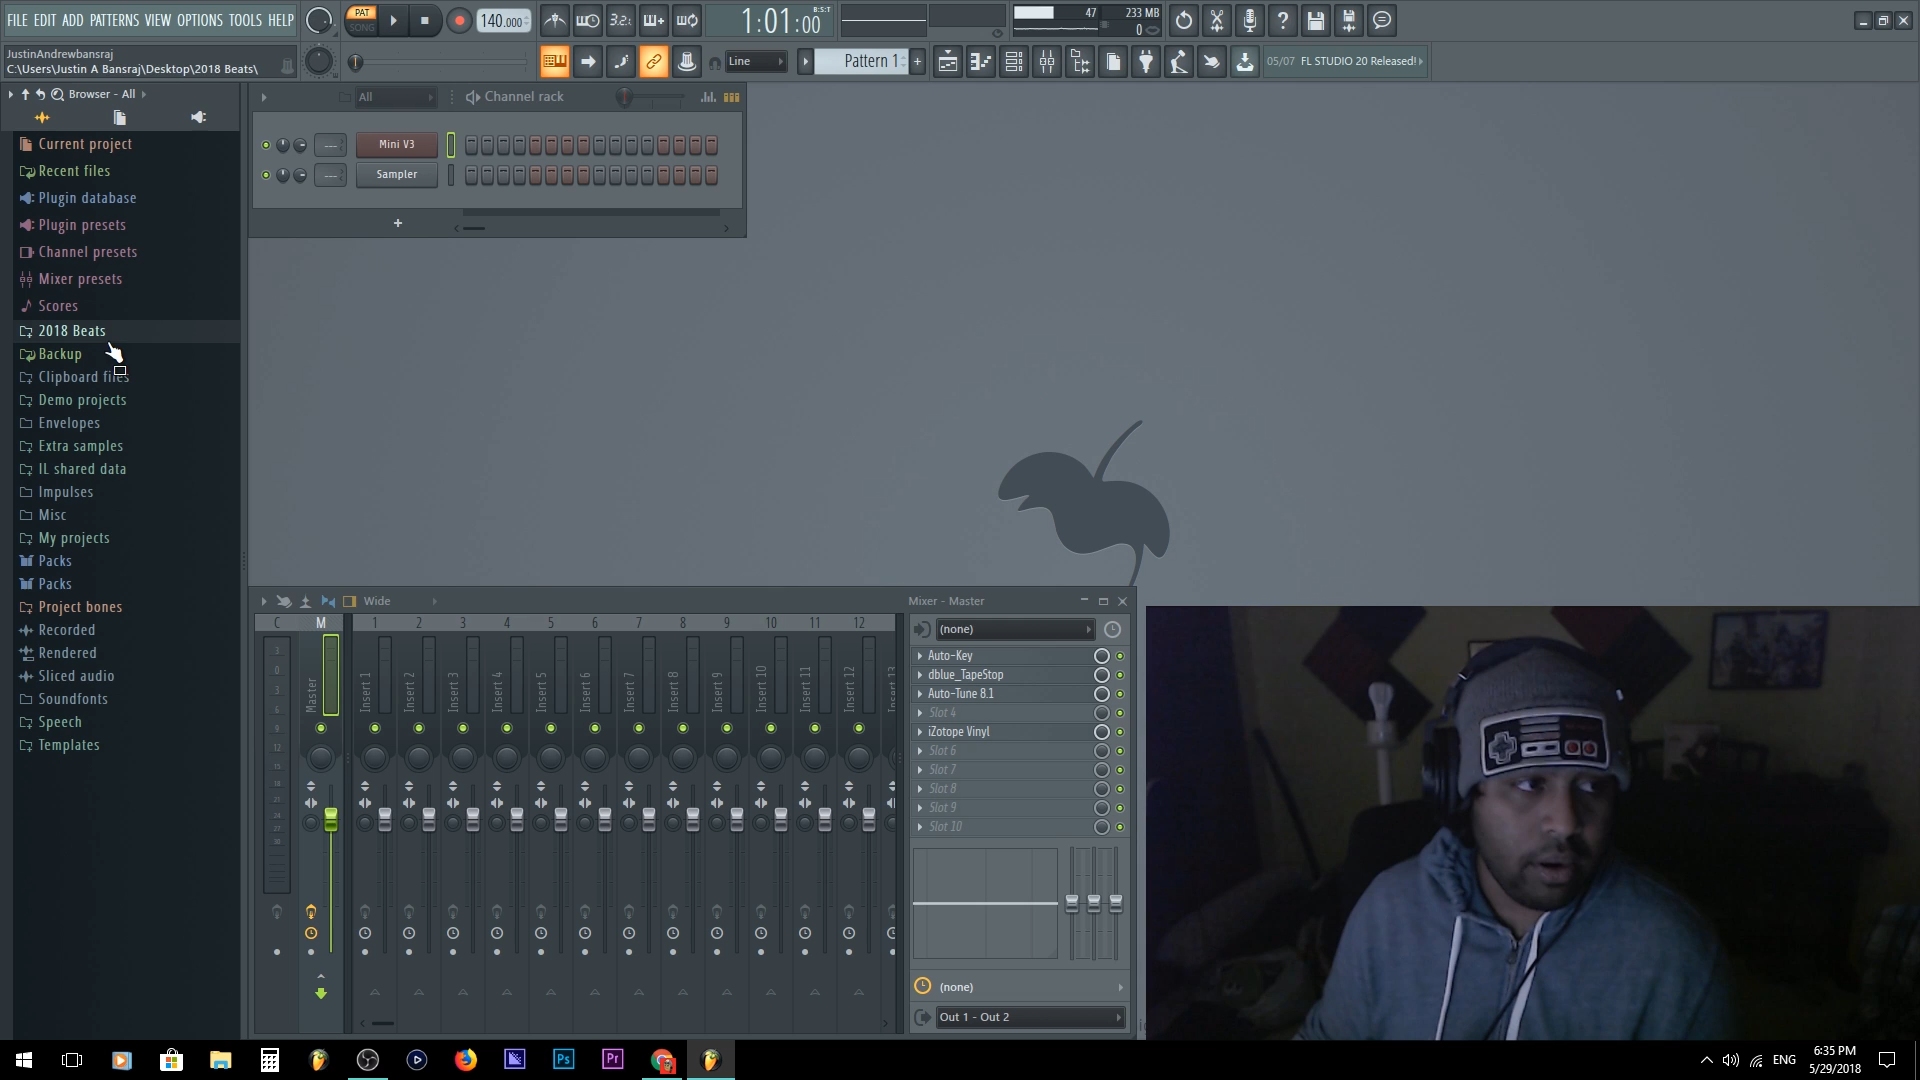 FILE EDIT ADD PATTERNS VIEW OPTIONS TOOLS HELP
PAT
SONG
140.000
3.2.
1:01:00
B:S:T
47
233 MB
0
JustinAndrewbansraj
C:\Users\Justin A Bansraj\Desktop\2018 Beats\
Line
Pattern 1
+
05/07 FL STUDIO 20 Released!
Browser - All
All
Channel rack
Current project
Recent files
Plugin database
Plugin presets
Channel presets
Mixer presets
Scores
2018 Beats
Backup
Clipboard files
Demo projects
Envelopes
Extra samples
IL shared data
Impulses
Misc
My projects
Packs
Packs
Project bones
Recorded
Rendered
Sliced audio
Soundfonts
Speech
Templates
--- Mini V3
--- Sampler
+
Wide
Mixer - Master
C M 1 2 3 4 5 6 7 8 9 10 11 12
Master
Insert 1
Insert 2
Insert 3
Insert 4
Insert 5
Insert 6
Insert 7
Insert 8
Insert 9
Insert 10
Insert 11
Insert 12
(none)
Auto-Key
dblue_TapeStop
Auto-Tune 8.1
Slot 4
iZotope Vinyl
Slot 6
Slot 7
Slot 8
Slot 9
Slot 10
(none)
Out 1 - Out 2
Ps
Pr
ENG
6:35 PM
5/29/2018